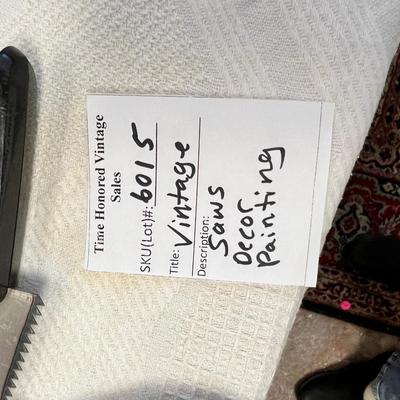 Time Honored Vintage
Sales
SKU(Lot)#: 6015
Title: Vintage
Description:
Saws
Decor
Painting